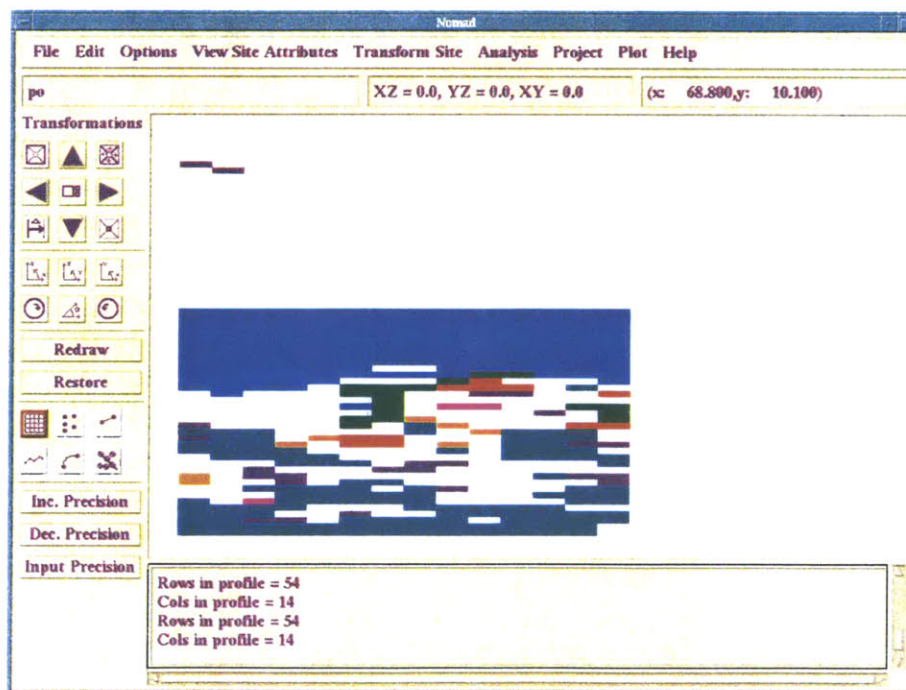 Nomad
File Edit Options View Site Attributes Transform Site Analysis Project Plot Help
po XZ = 0.0, YZ = 0.0, XY = 0.0 (x: 68.800,y: 10.100)
Transformations
Redraw
Restore
Inc. Precision
Dec. Precision
Input Precision
Rows in profile = 54
Cols in profile = 14
Rows in profile = 54
Cols in profile = 14